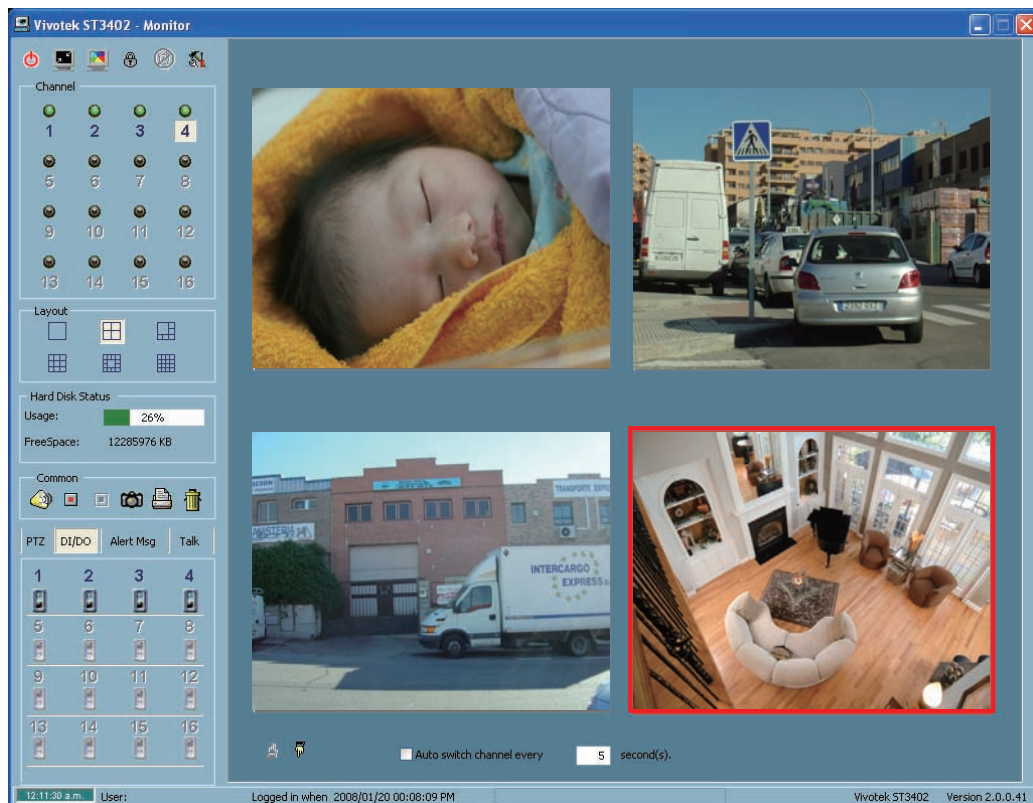 Vivotek ST3402 - Monitor
Channel
1 2 3 4
5 6 7 8
9 10 11 12
13 14 15 16
Layout
Hard Disk Status
Usage: 26%
FreeSpace: 12285976 KB
Common
PTZ DI/DO Alert Msg Talk
1 2 3 4
5 6 7 8
9 10 11 12
13 14 15 16
TRANSPORTS
INTERCARGO
EXPRESS
Auto switch channel every 5 second(s).
12:11:30 a.m. User: Logged in when 2008/01/20 00:08:09 PM Vivotek ST3402 Version 2.0.0.41